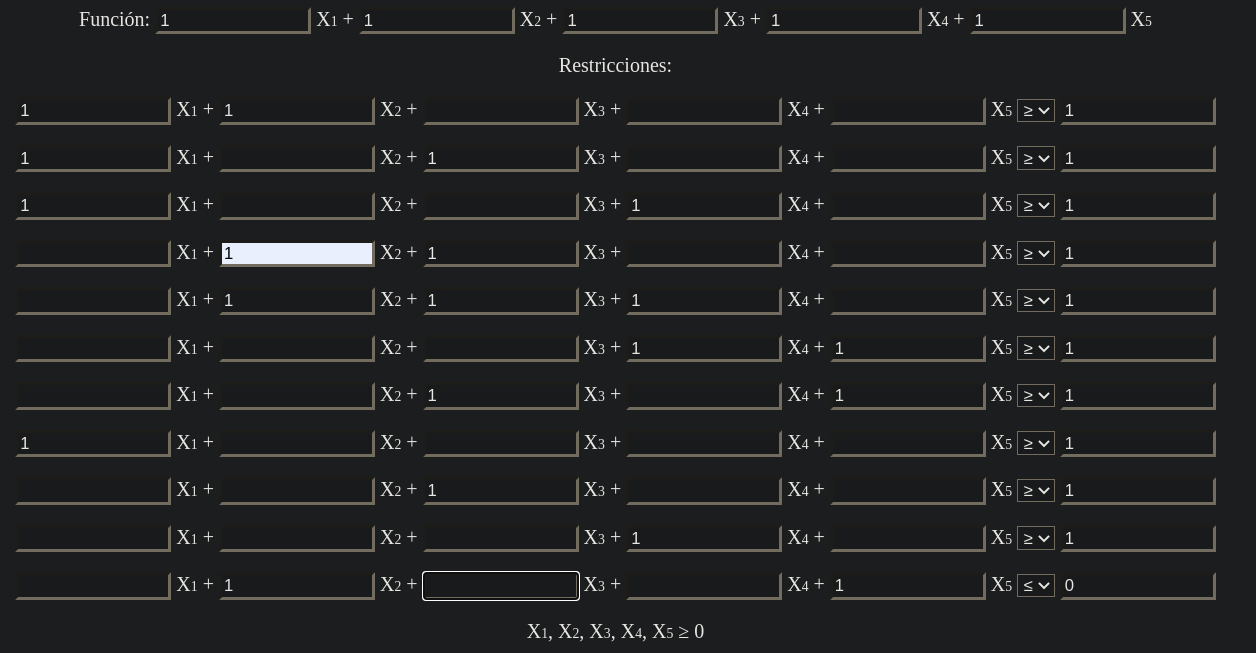 Función: 1 X1 + 1 X2 + 1 X3 + 1 X4 + 1 X5
Restricciones:
1 X1 + 1 X2 + X3 + X4 + X5 ≥ 1
1 X1 + X2 + 1 X3 + X4 + X5 ≥ 1
1 X1 + X2 + X3 + 1 X4 + X5 ≥ 1
X1 + 1 X2 + 1 X3 + X4 + X5 ≥ 1
X1 + 1 X2 + 1 X3 + 1 X4 + X5 ≥ 1
X1 + X2 + X3 + 1 X4 + 1 X5 ≥ 1
X1 + X2 + 1 X3 + X4 + 1 X5 ≥ 1
1 X1 + X2 + X3 + X4 + X5 ≥ 1
X1 + X2 + 1 X3 + X4 + X5 ≥ 1
X1 + X2 + X3 + 1 X4 + X5 ≥ 1
X1 + 1 X2 + X3 + X4 + 1 X5 ≤ 0
X1, X2, X3, X4, X5 ≥ 0